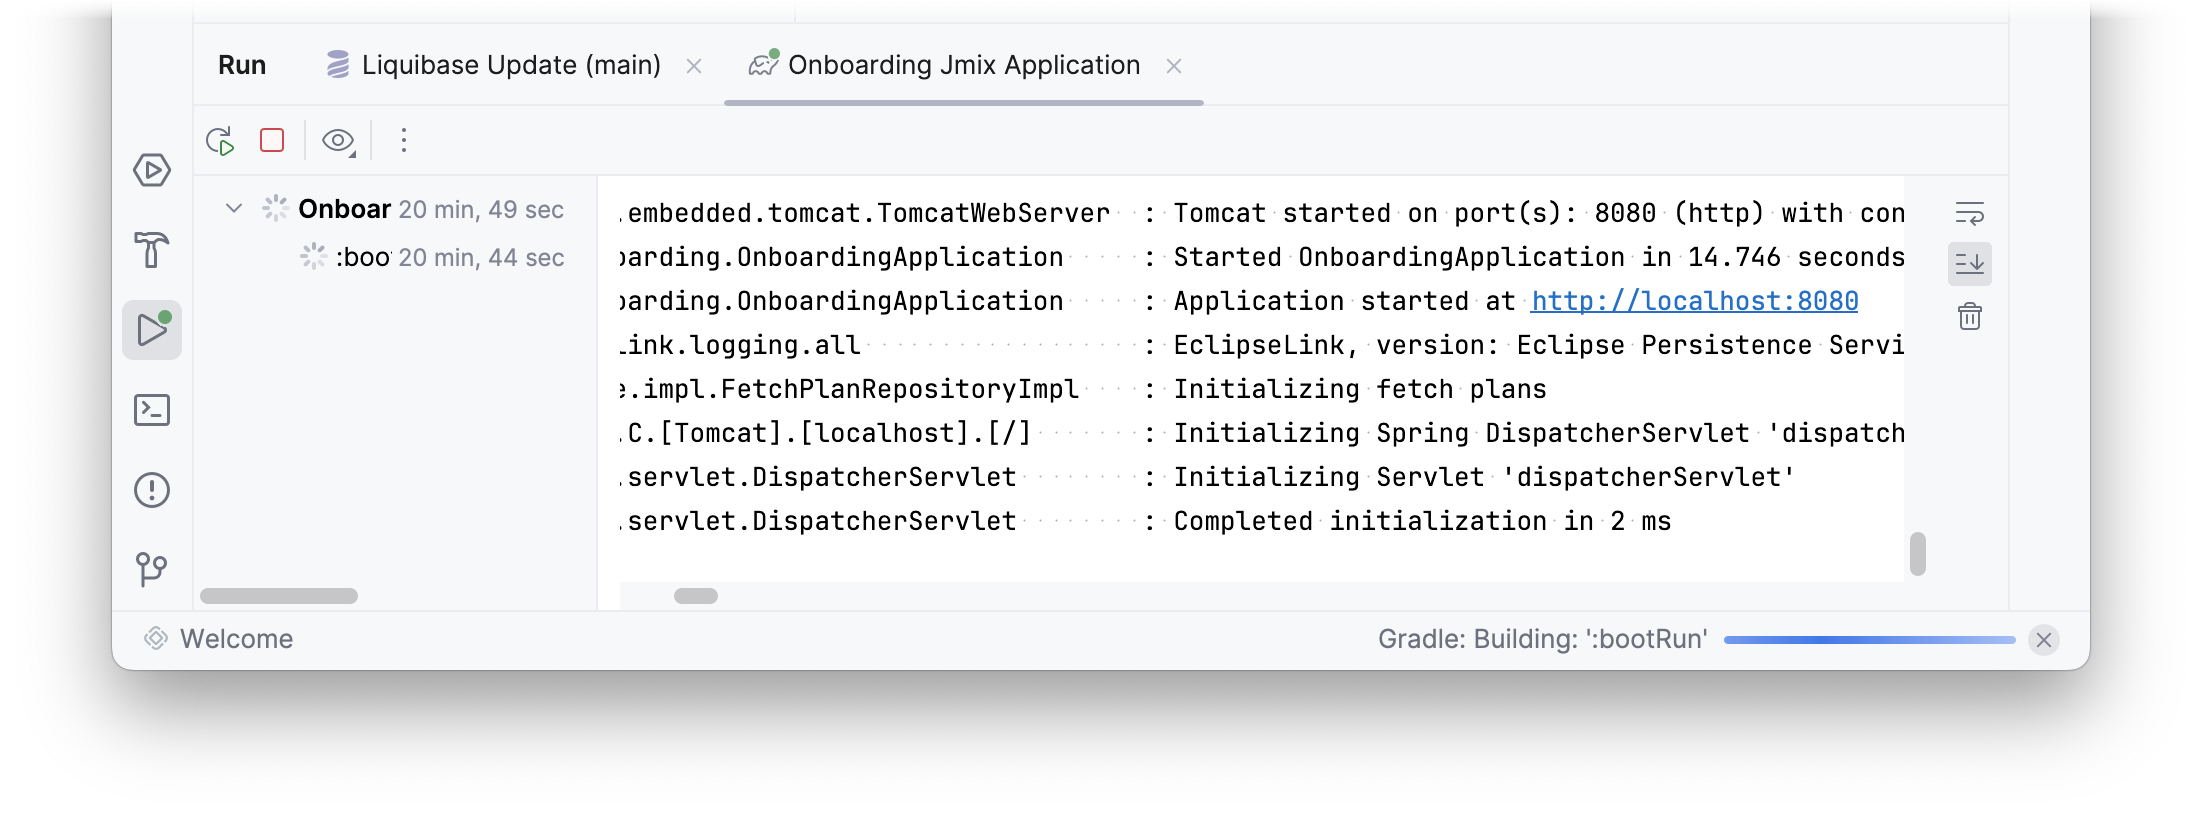 Run
Liquibase Update (main)
Onboarding Jmix Application
Onboar 20 min, 49 sec
:boo 20 min, 44 sec
.embedded.tomcat.TomcatWebServer : Tomcat started on port(s): 8080 (http) with con
oarding.OnboardingApplication : Started OnboardingApplication in 14.746 seconds
oarding.OnboardingApplication : Application started at http://localhost:8080
ink.logging.all : EclipseLink, version: Eclipse Persistence Servi
e.impl.FetchPlanRepositoryImpl : Initializing fetch plans
.C.[Tomcat].[localhost].[/] : Initializing Spring DispatcherServlet 'dispatch
.servlet.DispatcherServlet : Initializing Servlet 'dispatcherServlet'
.servlet.DispatcherServlet : Completed initialization in 2 ms
Welcome
Gradle: Building: ':bootRun'